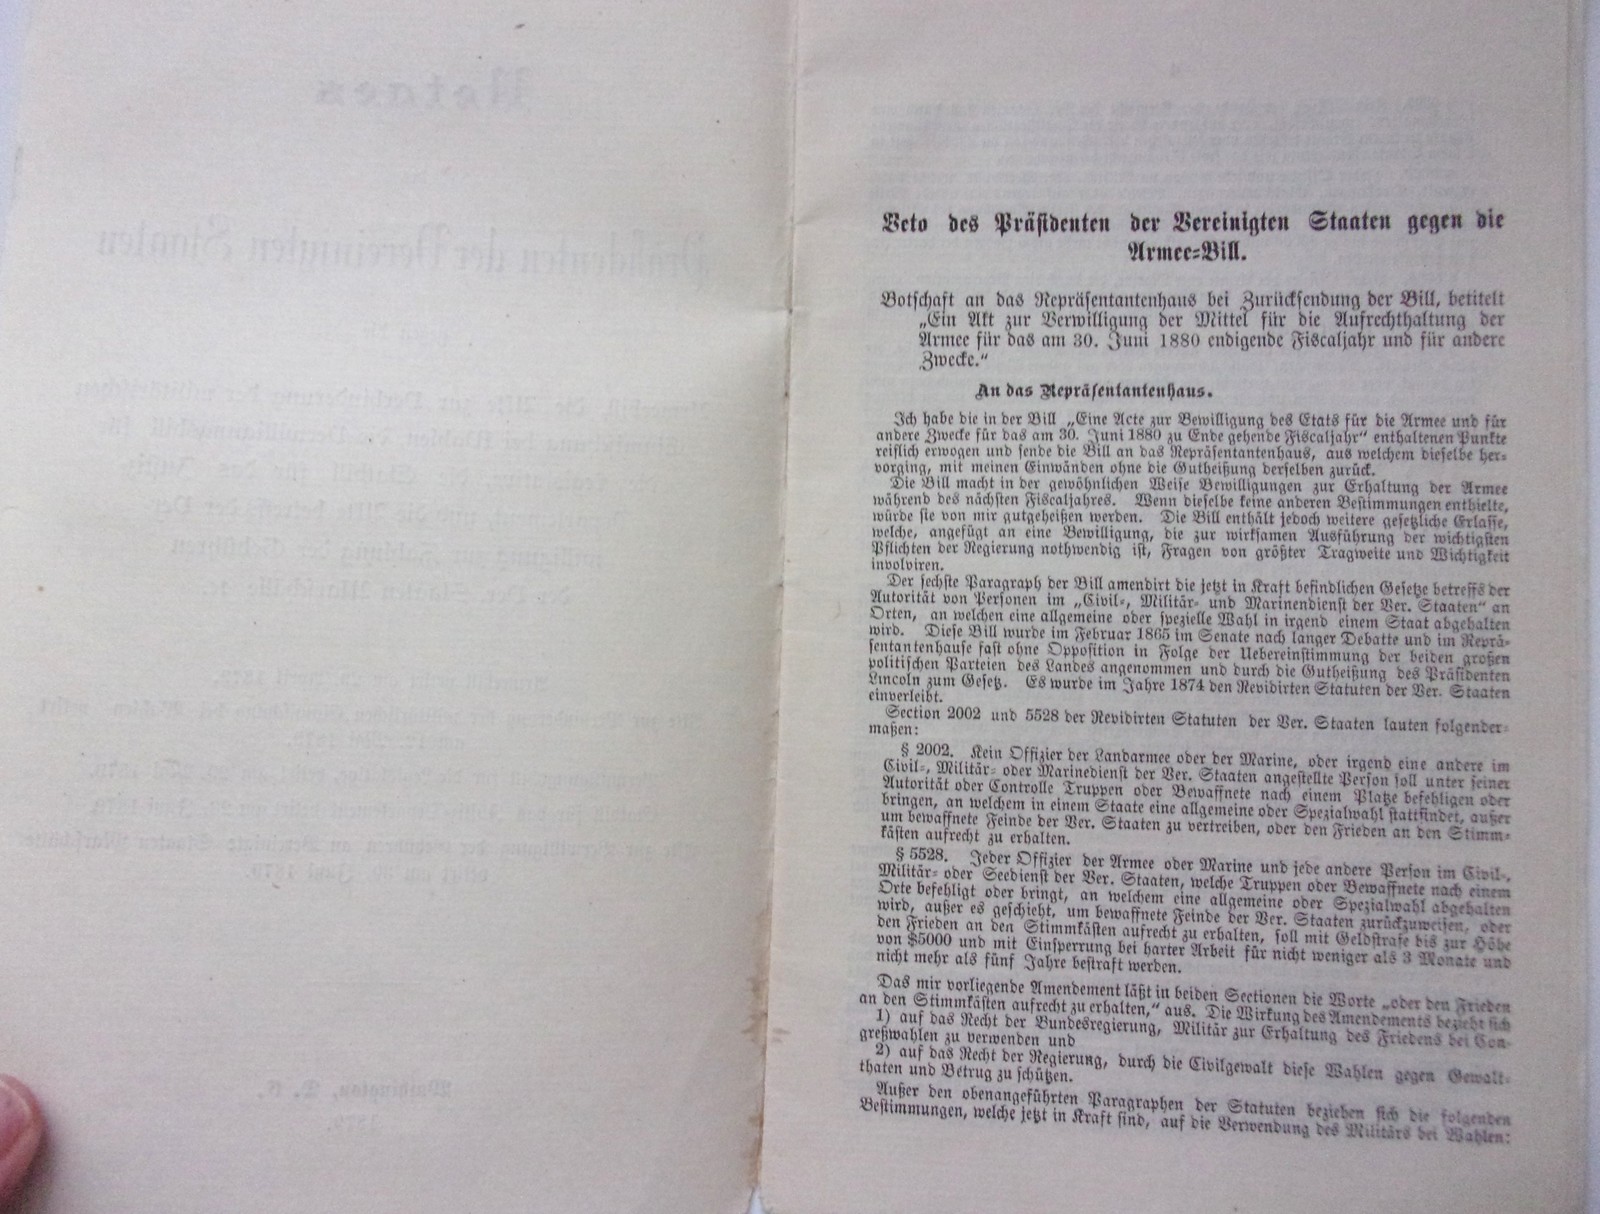 Veto des Präsidenten der Vereinigten Staaten gegen die
Armee-Bill.
Botschaft an das Repräsentantenhaus bei Zurücksendung der Bill, betitelt
„Ein Akt zur Verwilligung der Mittel für die Aufrechthaltung der
Armee für das am 30. Juni 1880 endigende Fiscaljahr und für andere
Zwecke.“
An das Repräsentantenhaus.
Ich habe die in der Bill „Eine Acte zur Bewilligung des Etats für die Armee und für
andere Zwecke für das am 30. Juni 1880 zu Ende gehende Fiscaljahr“ enthaltenen Punkte
reiflich erwogen und sende die Bill an das Repräsentantenhaus, aus welchem dieselbe her-
vorging, mit meinen Einwänden ohne die Gutheißung derselben zurück.
Die Bill macht in der gewöhnlichen Weise Bewilligungen zur Erhaltung der Armee
während des nächsten Fiscaljahres. Wenn dieselbe keine anderen Bestimmungen enthielte,
würde sie von mir gutgeheißen werden. Die Bill enthält jedoch weitere gesetzliche Erlasse,
welche, angefügt an eine Bewilligung, die zur wirksamen Ausführung der wichtigsten
Pflichten der Regierung nothwendig ist, Fragen von größter Tragweite und Wichtigkeit
involviren.
Der sechste Paragraph der Bill amendirt die jetzt in Kraft befindlichen Gesetze betreffs der
Autorität von Personen im „Civil-, Militär- und Marinendienst der Ver. Staaten“ an
Orten, an welchen eine allgemeine oder spezielle Wahl in irgend einem Staat abgehalten
wird. Diese Bill wurde im Februar 1865 im Senate nach langer Debatte und im Reprä-
sentantenhause fast ohne Opposition in Folge der Uebereinstimmung der beiden großen
politischen Parteien des Landes angenommen und durch die Gutheißung des Präsidenten
Lincoln zum Gesetz. Es wurde im Jahre 1874 den Revidirten Statuten der Ver. Staaten
einverleibt.
Section 2002 und 5528 der Revidirten Statuten der Ver. Staaten lauten folgender-
maßen:
§ 2002. Kein Offizier der Landarmee oder der Marine, oder irgend eine andere im
Civil-, Militär- oder Marinedienst der Ver. Staaten angestellte Person soll unter seiner
Autorität oder Controlle Truppen oder Bewaffnete nach einem Platze befehligen oder
bringen, an welchem in einem Staate eine allgemeine oder Spezialwahl stattfindet, außer
um bewaffnete Feinde der Ver. Staaten zu vertreiben, oder den Frieden an den Stimm-
kästen aufrecht zu erhalten.
§ 5528. Jeder Offizier der Armee oder Marine und jede andere Person im Civil-,
Militär- oder Seedienst der Ver. Staaten, welche Truppen oder Bewaffnete nach einem
Orte befehligt oder bringt, an welchem eine allgemeine oder Spezialwahl abgehalten
wird, außer es geschieht, um bewaffnete Feinde der Ver. Staaten zurückzuweisen, oder
den Frieden an den Stimmkästen aufrecht zu erhalten, soll mit Geldstrafe bis zur Höhe
von $5000 und mit Einsperrung bei harter Arbeit für nicht weniger als 3 Monate und
nicht mehr als fünf Jahre bestraft werden.
Das mir vorliegende Amendement läßt in beiden Sectionen die Worte „oder den Frieden
an den Stimmkästen aufrecht zu erhalten,“ aus. Die Wirkung des Amendements bezieht sich
1) auf das Recht der Bundesregierung, Militär zur Erhaltung des Friedens bei Con-
greßwahlen zu verwenden und
2) auf das Recht der Regierung, durch die Civilgewalt diese Wahlen gegen Gewalt-
thaten und Betrug zu schützen.
Außer den obenangeführten Paragraphen der Statuten beziehen sich die folgenden
Bestimmungen, welche jetzt in Kraft sind, auf die Verwendung des Militärs bei Wahlen: